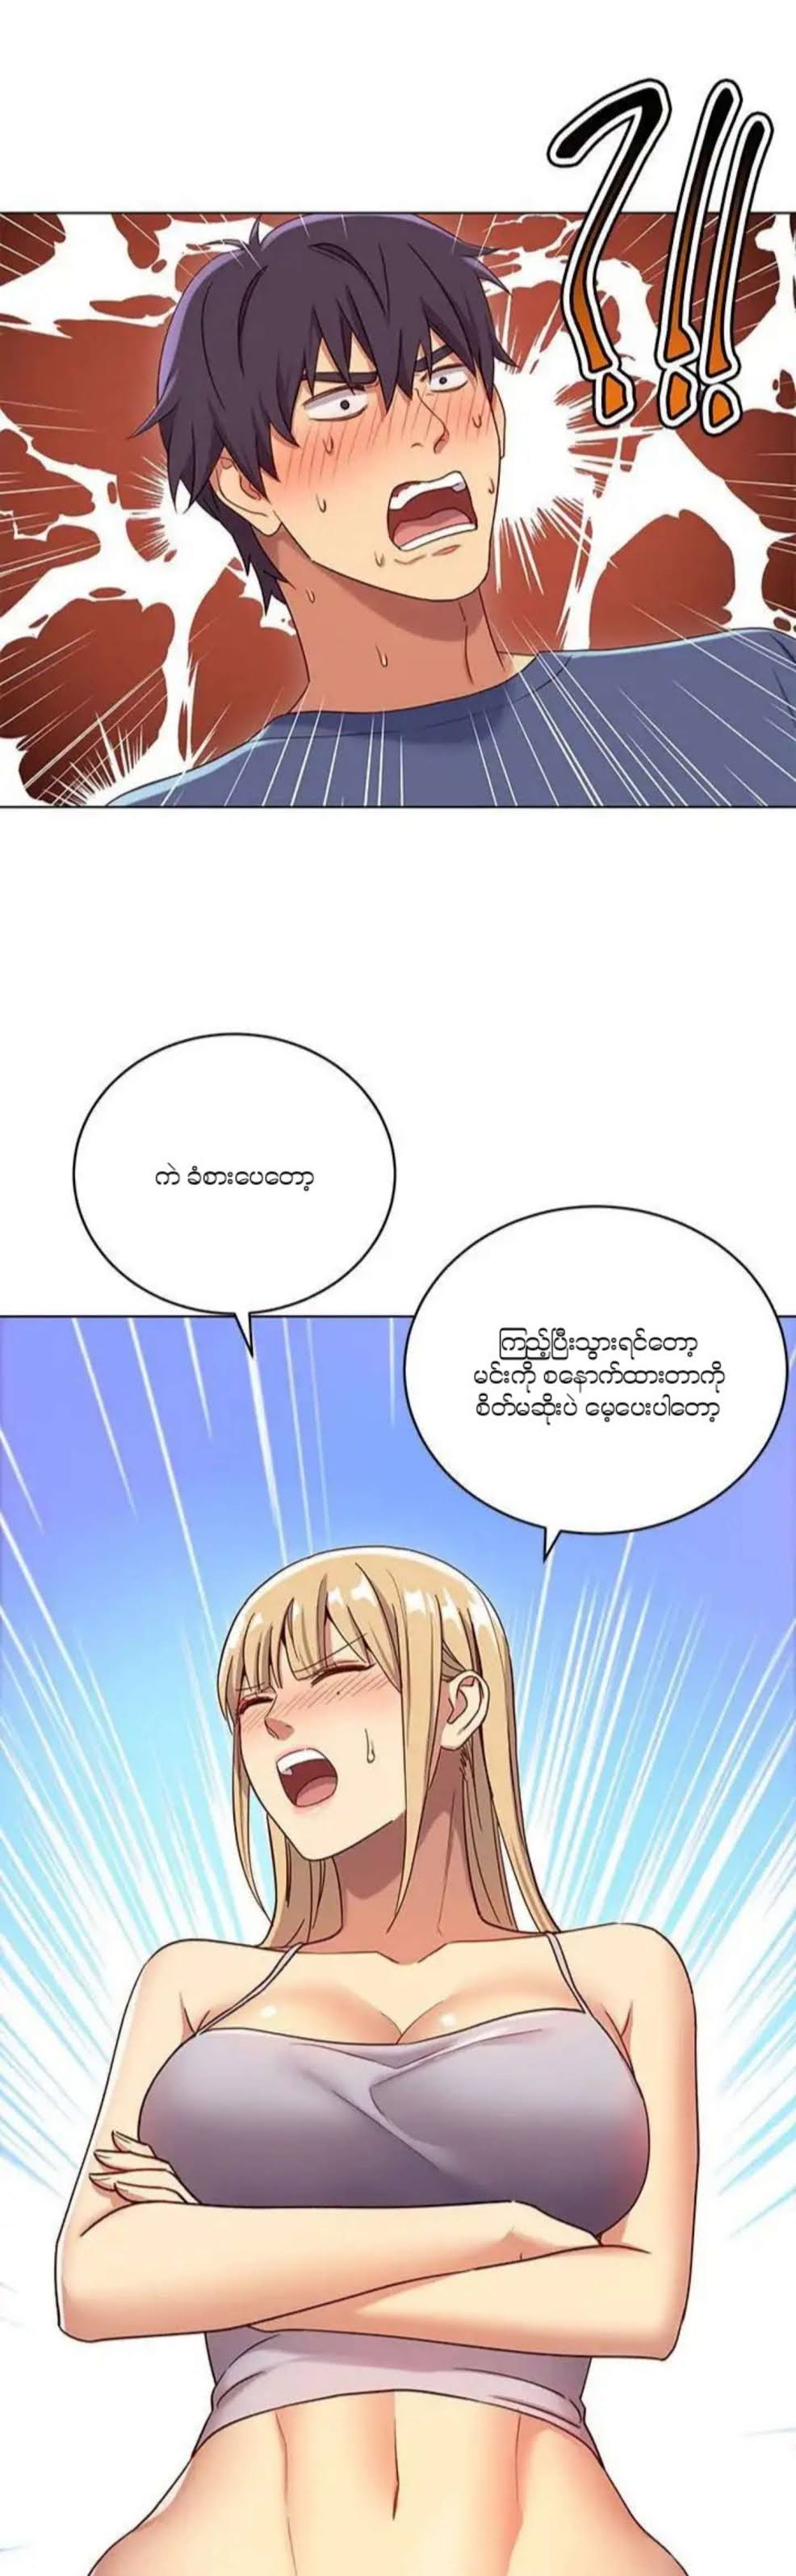 ?!!
ကဲ ခံစားပေတော့
ကြည့်ပြီးသွားရင်တော့
မင်းကို စနောက်ထားတာကို
စိတ်မဆိုးပဲ မေ့ပေးပါတော့